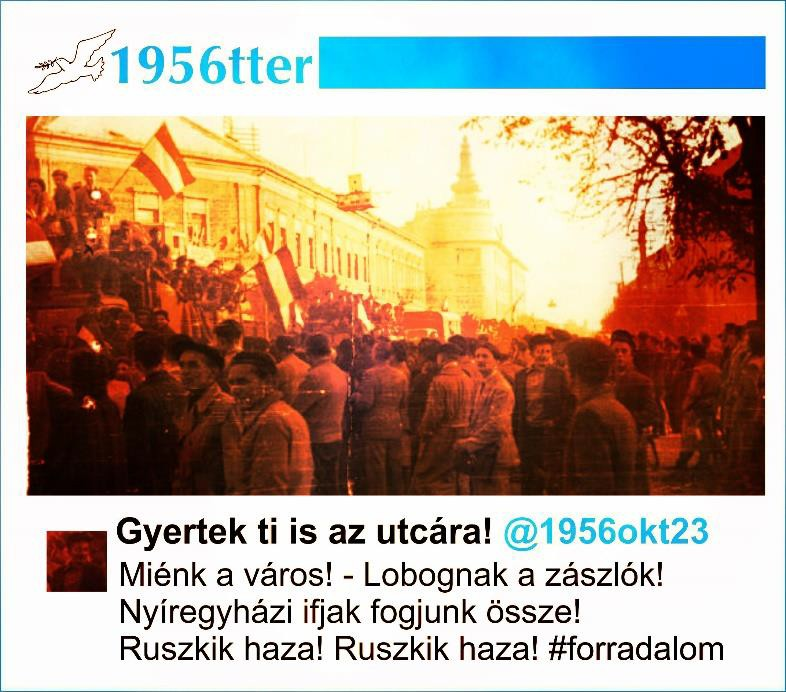 1956tter
Gyertek ti is az utcára! @1956okt23
Miénk a város! - Lobognak a zászlók!
Nyíregyházi ifjak fogjunk össze!
Ruszkik haza! Ruszkik haza! #forradalom